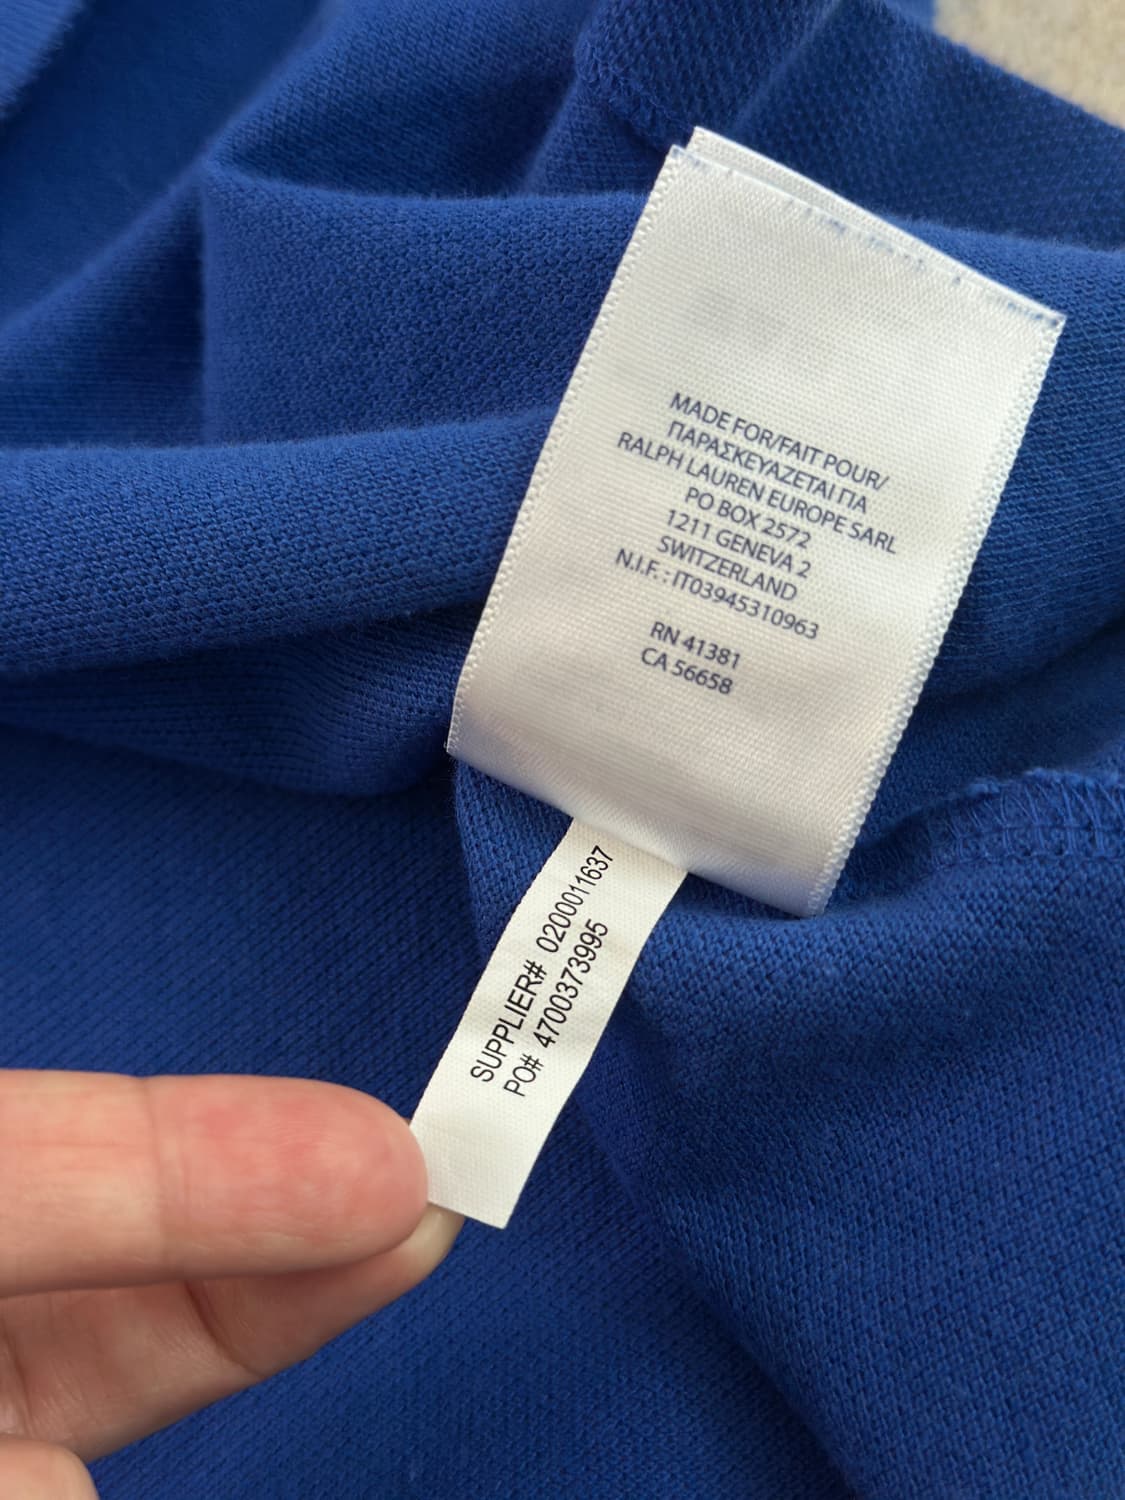 MADE FOR/FAIT POUR/
ΠΑΡΑΣΚΕΥΑΖΕΤΑΙ ΓΙΑ
RALPH LAUREN EUROPE SARL
PO BOX 2572
1211 GENEVA 2
SWITZERLAND
N.I.F. : IT03945310963
RN 41381
CA 56658
SUPPLIER# 0200011637
PO# 4700373995